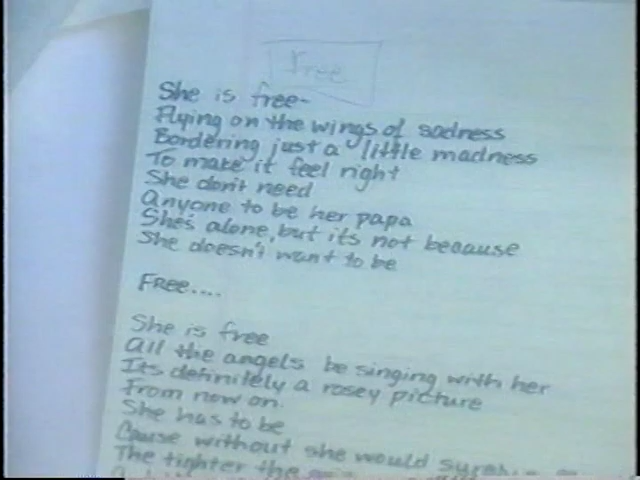 Free
She is free-
Flying on the wings of sadness
Bordering just a little madness
To make it feel right
She don't need
Anyone to be her papa
She's alone, but its not because
She doesn't want to be
FREE....
She is free
All the angels be singing with her
Its definitely a rosey picture
From now on.
She has to be
Cause without she would
The tighter the